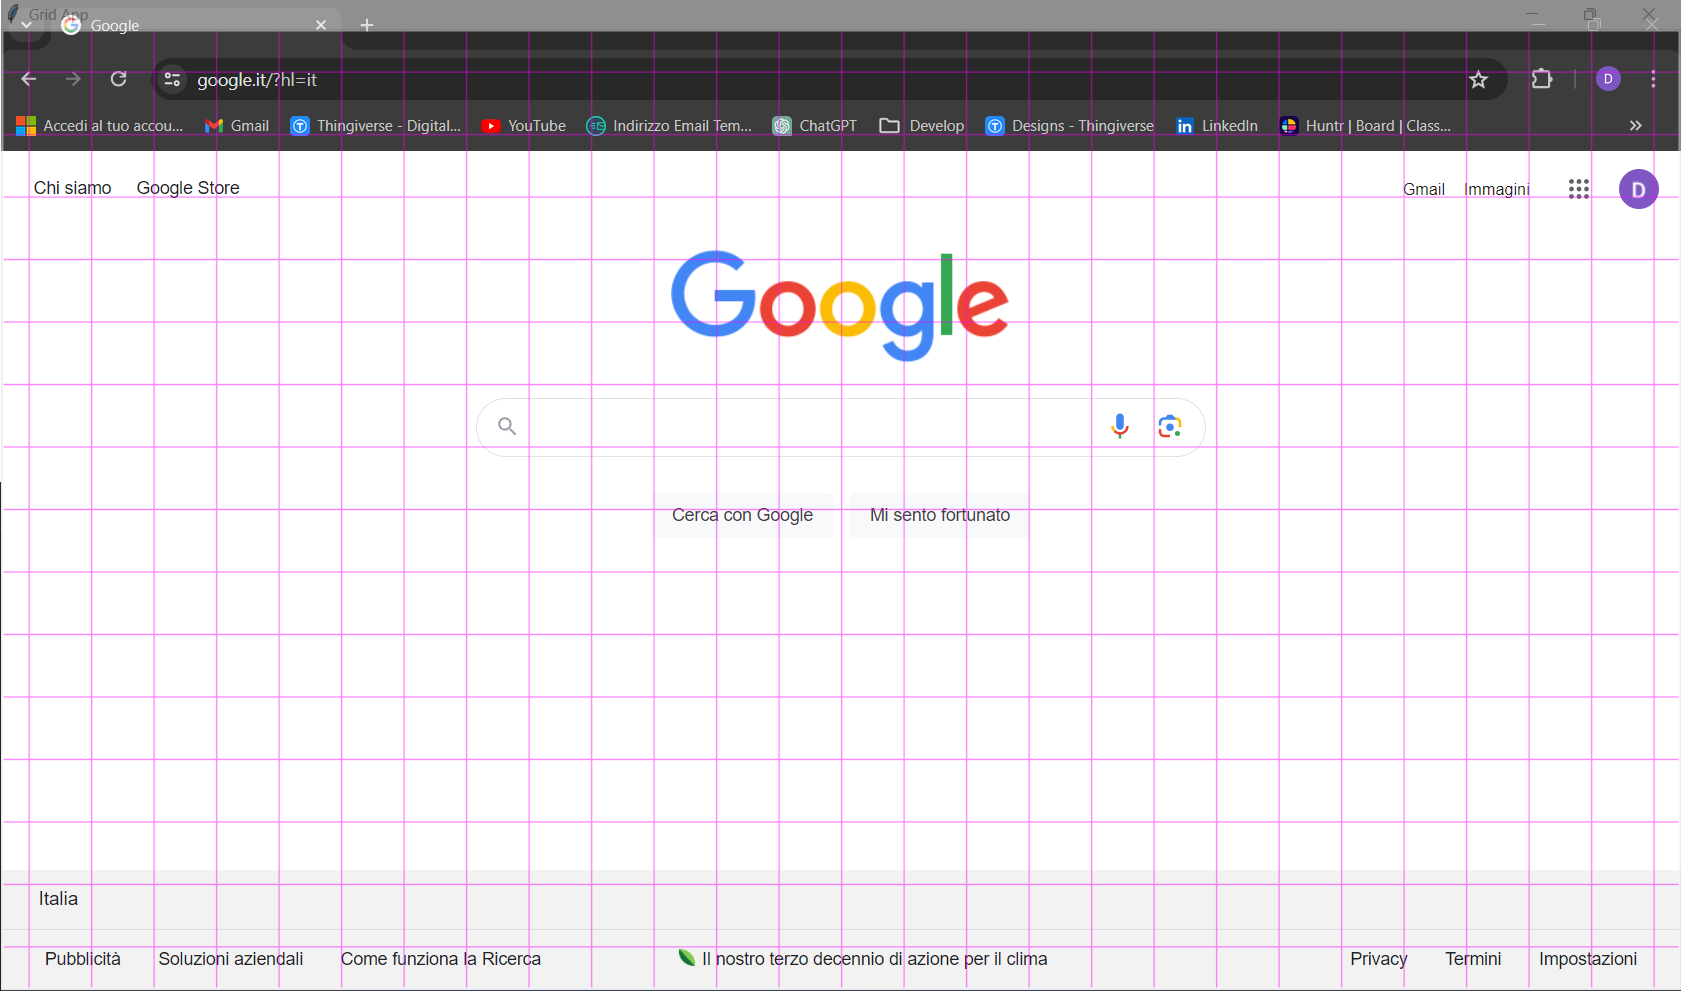 Grid App
Google
google.it/?hl=it
D
Accedi al tuo accou...
Gmail
Thingiverse - Digital...
YouTube
Indirizzo Email Tem...
ChatGPT
Develop
Designs - Thingiverse
LinkedIn
Huntr | Board | Class...
Chi siamo
Google Store
Gmail
Immagini
D
Google
Cerca con Google
Mi sento fortunato
Italia
Pubblicità
Soluzioni aziendali
Come funziona la Ricerca
Il nostro terzo decennio di azione per il clima
Privacy
Termini
Impostazioni